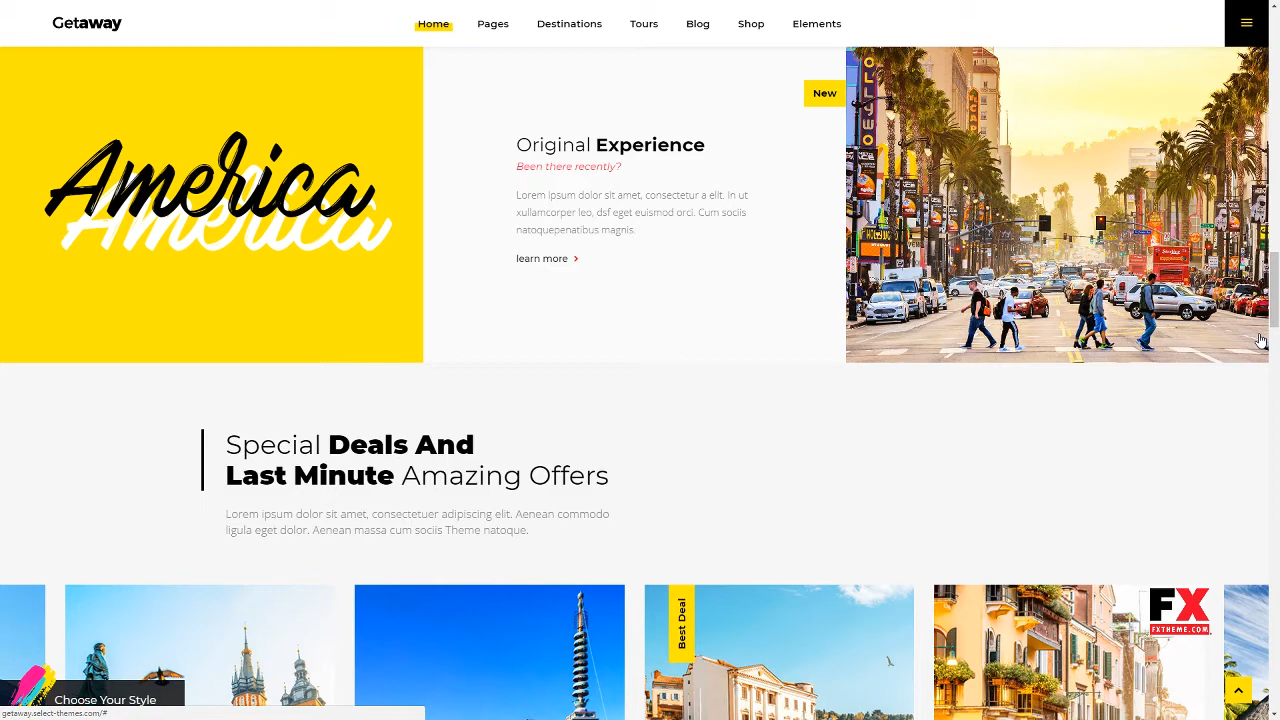 Getaway
Home Pages Destinations Tours Blog Shop Elements
America
America
Original Experience
Been there recently?
Lorem ipsum dolor sit amet, consectetur a elit. In ut
xullamcorper leo, dsf eget euismod orci. Cum sociis
natoquepenatibus magnis.
learn more
New
Special Deals And
Last Minute Amazing Offers
Lorem ipsum dolor sit amet, consectetuer adipiscing elit. Aenean commodo
ligula eget dolor. Aenean massa cum sociis Theme natoque.
Best Deal
FX
FXTHEME.COM
Choose Your Style
getaway.select-themes.com/#